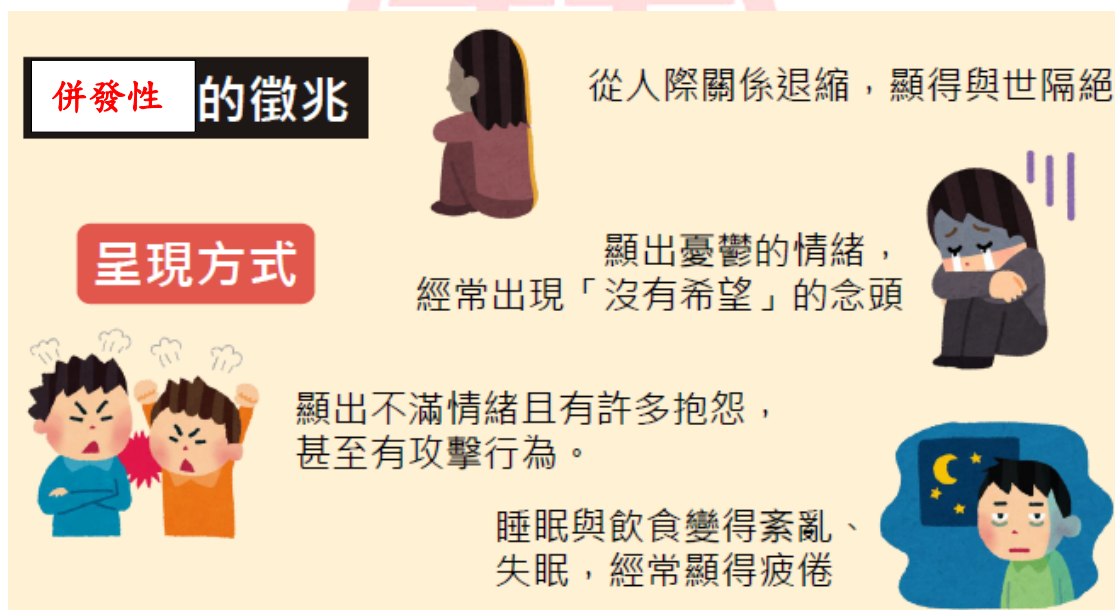 併發性 的徵兆
從人際關係退縮，顯得與世隔絕
呈現方式
顯出憂鬱的情緒，
經常出現「沒有希望」的念頭
顯出不滿情緒且有許多抱怨，
甚至有攻擊行為。
睡眠與飲食變得紊亂、
失眠，經常顯得疲倦